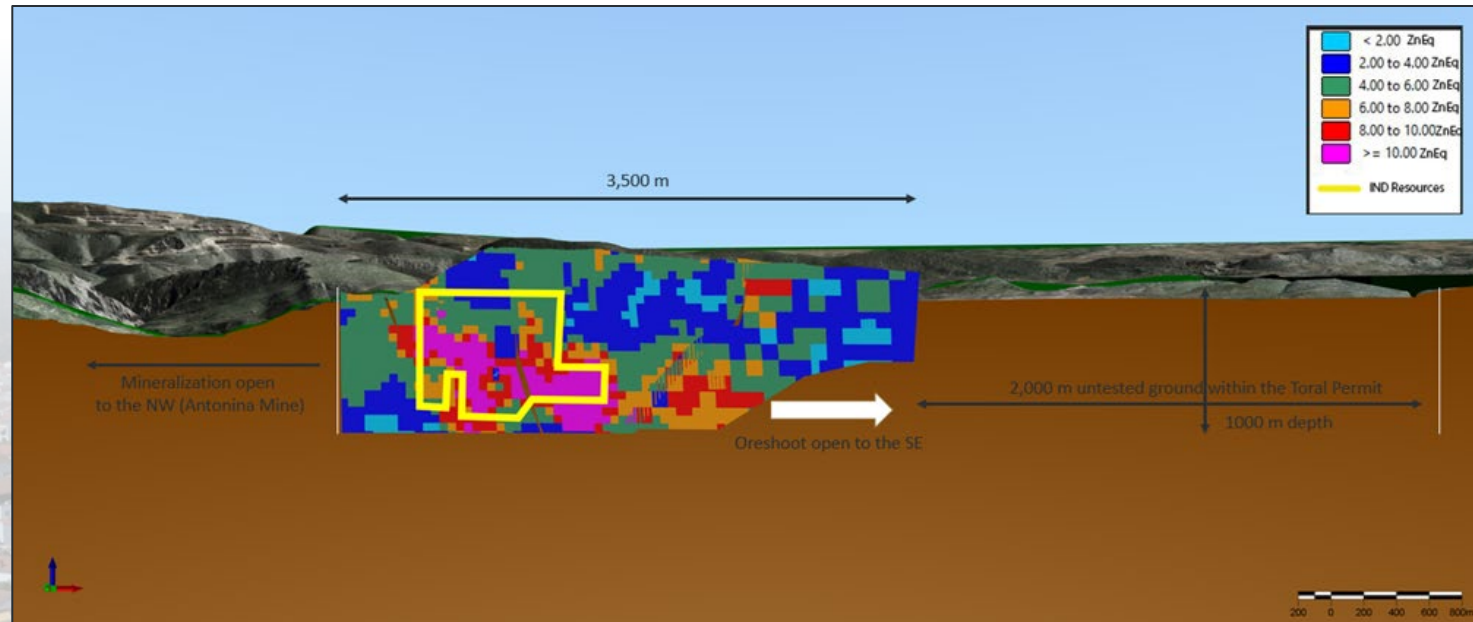 < 2.00 ZnEq
2.00 to 4.00 ZnEq
4.00 to 6.00 ZnEq
6.00 to 8.00 ZnEq
8.00 to 10.00 ZnEq
>= 10.00 ZnEq
IND Resources
3,500 m
Mineralization open
to the NW (Antonina Mine)
2,000 m untested ground within the Toral Permit
1000 m depth
Oreshoot open to the SE
200 0 200 400 600 800m